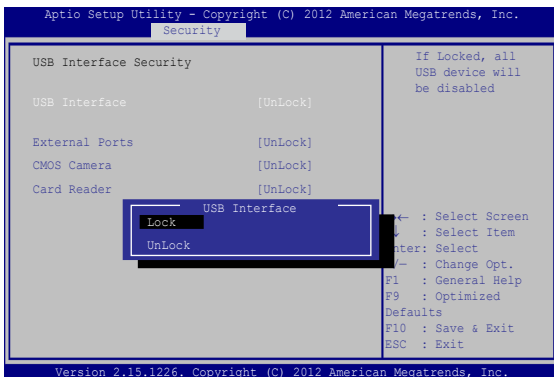 Aptio Setup Utility - Copyright (C) 2012 American Megatrends, Inc.
Security
USB Interface Security
USB Interface [UnLock]
External Ports [UnLock]
CMOS Camera [UnLock]
Card Reader [UnLock]
USB Interface
Lock
UnLock
If Locked, all
USB device will
be disabled
→← : Select Screen
↓ : Select Item
nter: Select
/— : Change Opt.
F1 : General Help
F9 : Optimized
Defaults
F10 : Save & Exit
ESC : Exit
Version 2.15.1226. Copyright (C) 2012 American Megatrends, Inc.